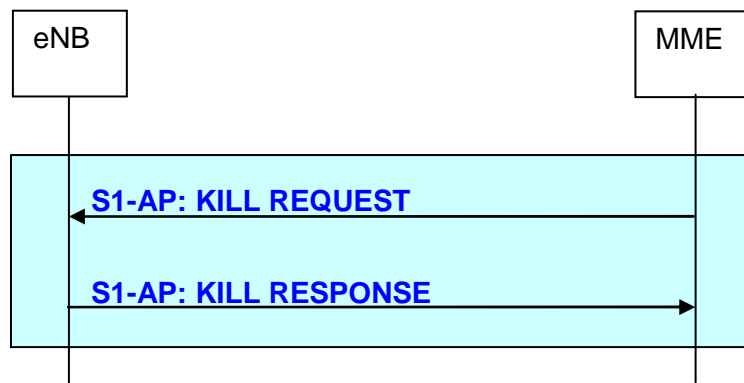 eNB
MME
S1-AP: KILL REQUEST
S1-AP: KILL RESPONSE